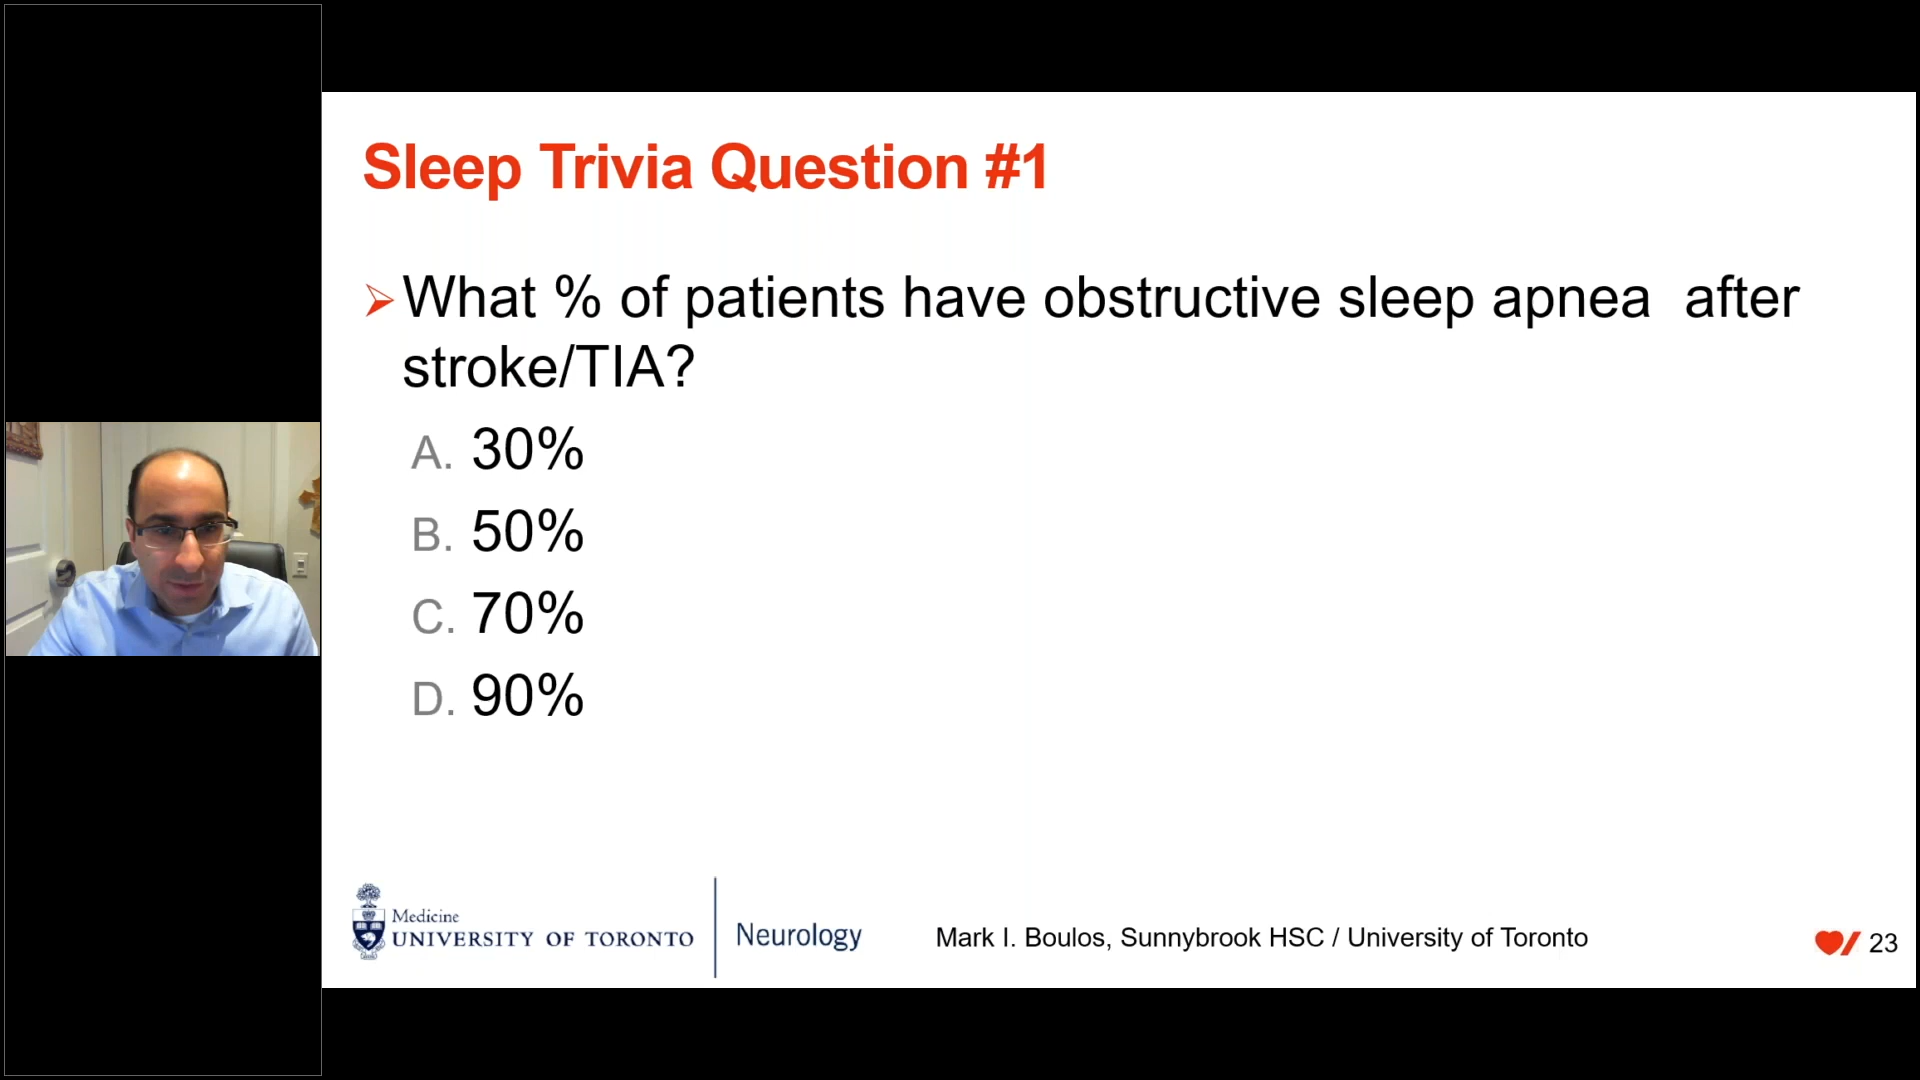 Sleep Trivia Question #1
What % of patients have obstructive sleep apnea after
stroke/TIA?
A. 30%
B. 50%
C. 70%
D. 90%
Medicine
UNIVERSITY OF TORONTO
Neurology
Mark I. Boulos, Sunnybrook HSC / University of Toronto
23